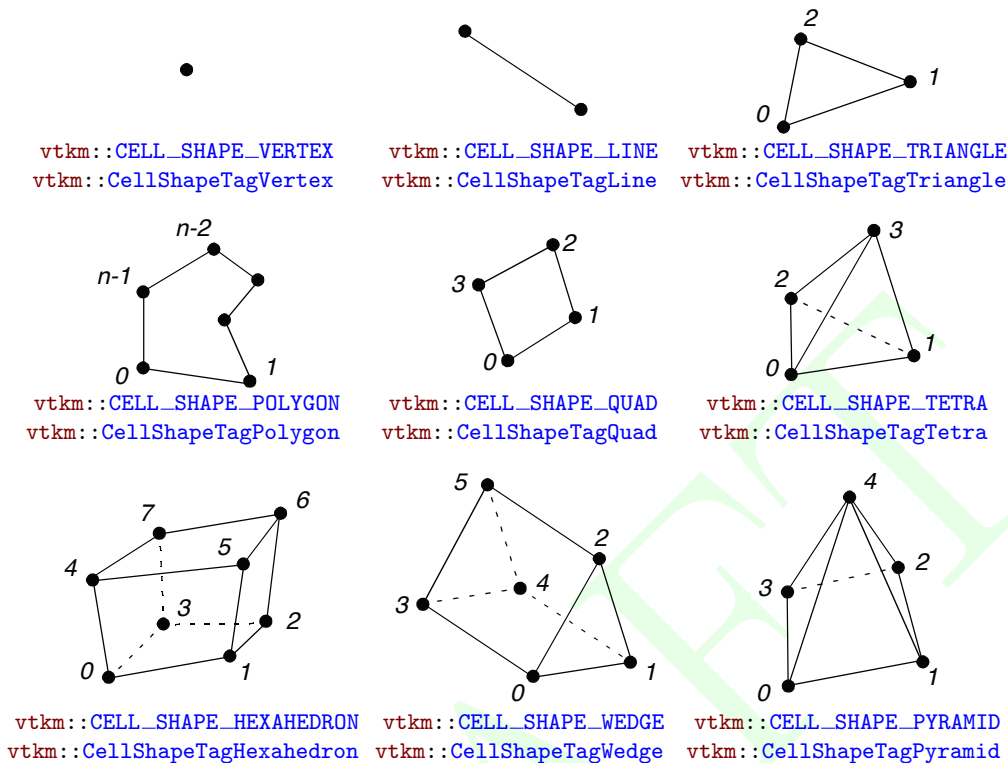 2
1
0
vtkm::CELL_SHAPE_VERTEX
vtkm::CellShapeTagVertex
vtkm::CELL_SHAPE_LINE
vtkm::CellShapeTagLine
vtkm::CELL_SHAPE_TRIANGLE
vtkm::CellShapeTagTriangle
n-2
n-1
0
1
vtkm::CELL_SHAPE_POLYGON
vtkm::CellShapeTagPolygon
2
3
1
0
vtkm::CELL_SHAPE_QUAD
vtkm::CellShapeTagQuad
3
2
1
0
vtkm::CELL_SHAPE_TETRA
vtkm::CellShapeTagTetra
6
7
5
4
3
2
0
1
vtkm::CELL_SHAPE_HEXAHEDRON
vtkm::CellShapeTagHexahedron
5
2
4
3
1
0
vtkm::CELL_SHAPE_WEDGE
vtkm::CellShapeTagWedge
4
2
3
1
0
vtkm::CELL_SHAPE_PYRAMID
vtkm::CellShapeTagPyramid